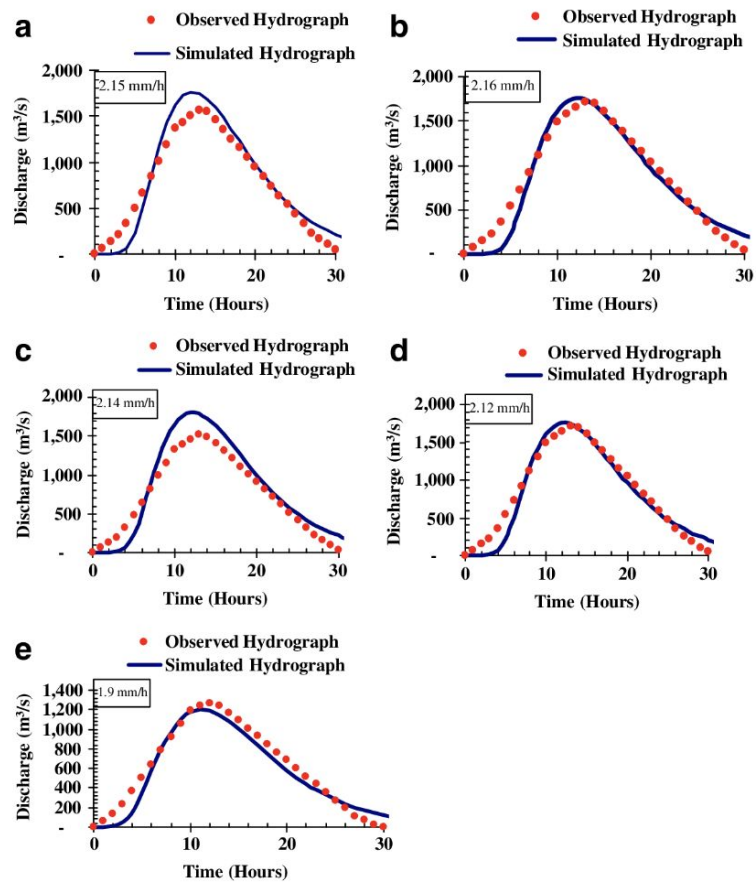 a
Observed Hydrograph
Simulated Hydrograph
2.15 mm/h
2,000
1,500
1,000
500
-
Discharge (m³/s)
0 10 20 30
Time (Hours)
b
Observed Hydrograph
Simulated Hydrograph
2.16 mm/h
2,000
1,500
1,000
500
-
Discharge (m³/s)
0 10 20 30
Time (Hours)
c
Observed Hydrograph
Simulated Hydrograph
2.14 mm/h
2,000
1,500
1,000
500
-
Discharge (m³/s)
0 10 20 30
Time (Hours)
d
Observed Hydrograph
Simulated Hydrograph
2.12 mm/h
2,000
1,500
1,000
500
-
Discharge (m³/s)
0 10 20 30
Time (Hours)
e
Observed Hydrograph
Simulated Hydrograph
1.9 mm/h
1,400
1,200
1,000
800
600
400
200
-
Discharge (m³/s)
0 10 20 30
Time (Hours)